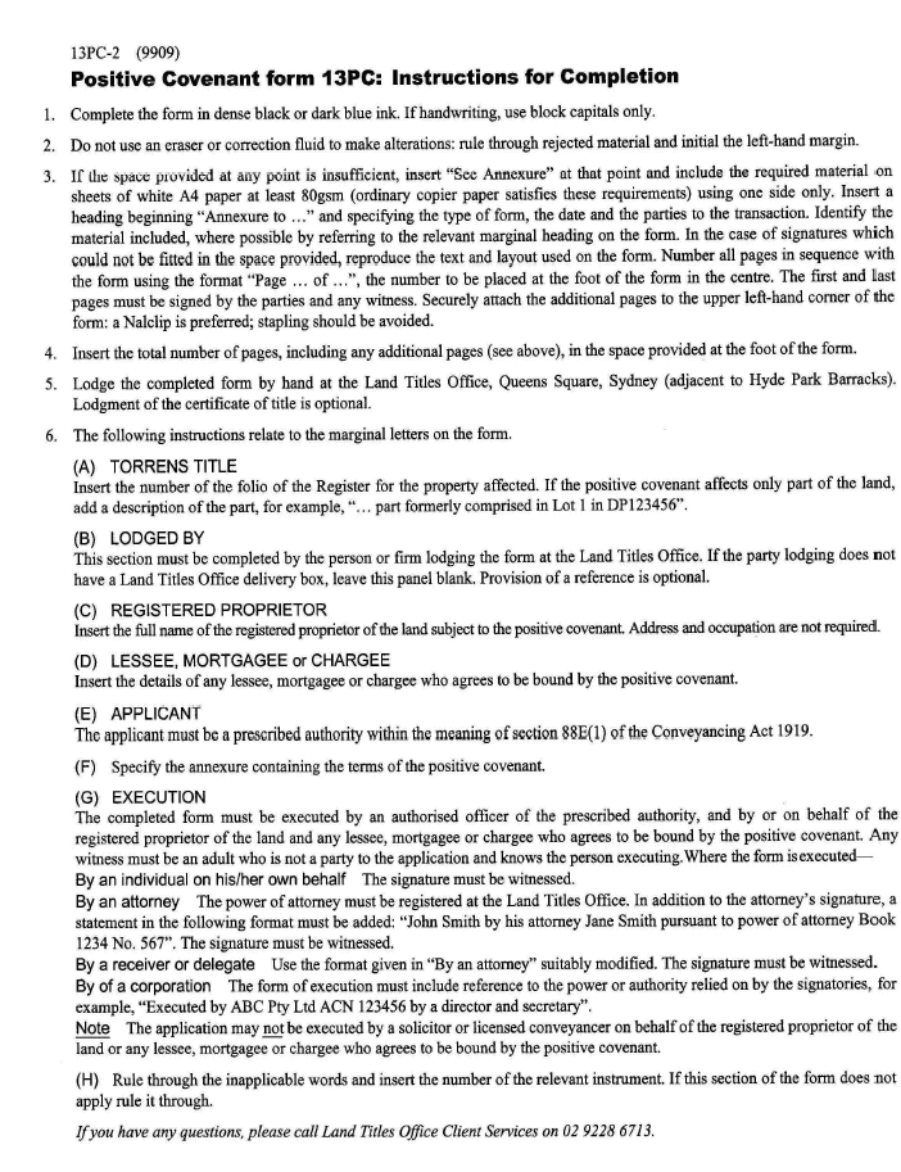 13PC-2 (9909)
Positive Covenant form 13PC: Instructions for Completion
1. Complete the form in dense black or dark blue ink. If handwriting, use block capitals only.
2. Do not use an eraser or correction fluid to make alterations: rule through rejected material and initial the left-hand margin.
3. If the space provided at any point is insufficient, insert “See Annexure” at that point and include the required material on
sheets of white A4 paper at least 80gsm (ordinary copier paper satisfies these requirements) using one side only. Insert a
heading beginning “Annexure to ...” and specifying the type of form, the date and the parties to the transaction. Identify the
material included, where possible by referring to the relevant marginal heading on the form. In the case of signatures which
could not be fitted in the space provided, reproduce the text and layout used on the form. Number all pages in sequence with
the form using the format “Page ... of ...”, the number to be placed at the foot of the form in the centre. The first and last
pages must be signed by the parties and any witness. Securely attach the additional pages to the upper left-hand corner of the
form: a Nalclip is preferred; stapling should be avoided.
4. Insert the total number of pages, including any additional pages (see above), in the space provided at the foot of the form.
5. Lodge the completed form by hand at the Land Titles Office, Queens Square, Sydney (adjacent to Hyde Park Barracks).
Lodgment of the certificate of title is optional.
6. The following instructions relate to the marginal letters on the form.
(A) TORRENS TITLE
Insert the number of the folio of the Register for the property affected. If the positive covenant affects only part of the land,
add a description of the part, for example, “... part formerly comprised in Lot 1 in DP123456”.
(B) LODGED BY
This section must be completed by the person or firm lodging the form at the Land Titles Office. If the party lodging does not
have a Land Titles Office delivery box, leave this panel blank. Provision of a reference is optional.
(C) REGISTERED PROPRIETOR
Insert the full name of the registered proprietor of the land subject to the positive covenant. Address and occupation are not required.
(D) LESSEE, MORTGAGEE or CHARGEE
Insert the details of any lessee, mortgagee or chargee who agrees to be bound by the positive covenant.
(E) APPLICANT
The applicant must be a prescribed authority within the meaning of section 88E(1) of the Conveyancing Act 1919.
(F) Specify the annexure containing the terms of the positive covenant.
(G) EXECUTION
The completed form must be executed by an authorised officer of the prescribed authority, and by or on behalf of the
registered proprietor of the land and any lessee, mortgagee or chargee who agrees to be bound by the positive covenant. Any
witness must be an adult who is not a party to the application and knows the person executing.Where the form is executed—
By an individual on his/her own behalf The signature must be witnessed.
By an attorney The power of attorney must be registered at the Land Titles Office. In addition to the attorney’s signature, a
statement in the following format must be added: “John Smith by his attorney Jane Smith pursuant to power of attorney Book
1234 No. 567”. The signature must be witnessed.
By a receiver or delegate Use the format given in “By an attorney” suitably modified. The signature must be witnessed.
By of a corporation The form of execution must include reference to the power or authority relied on by the signatories, for
example, “Executed by ABC Pty Ltd ACN 123456 by a director and secretary”.
Note The application may not be executed by a solicitor or licensed conveyancer on behalf of the registered proprietor of the
land or any lessee, mortgagee or chargee who agrees to be bound by the positive covenant.
(H) Rule through the inapplicable words and insert the number of the relevant instrument. If this section of the form does not
apply rule it through.
If you have any questions, please call Land Titles Office Client Services on 02 9228 6713.